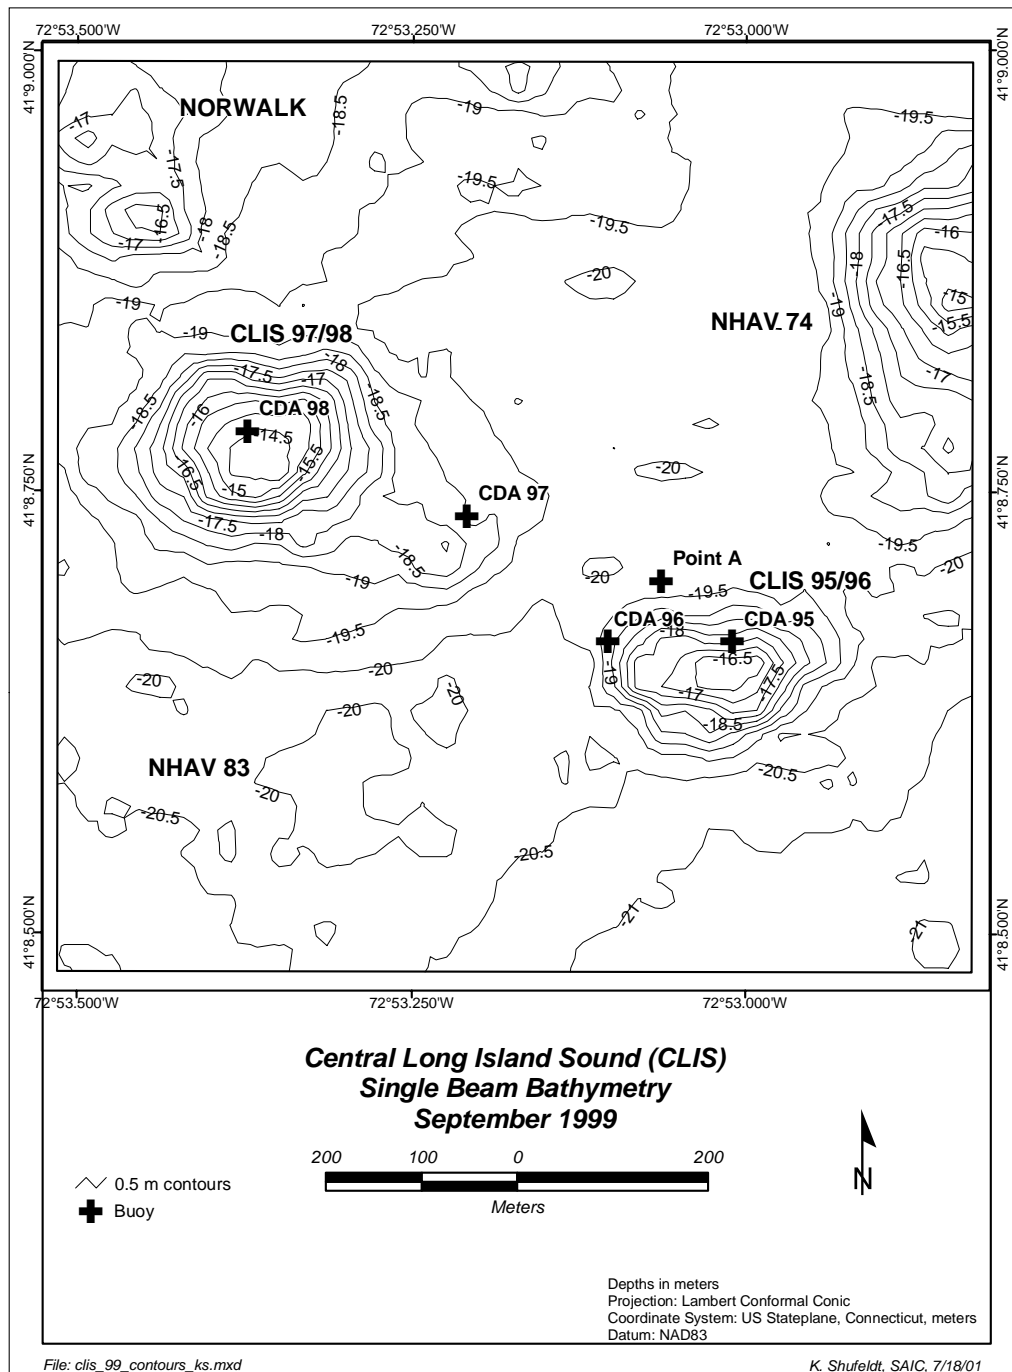 72°53.500'W 72°53.250'W 72°53.000'W
41°9.000'N 41°9.000'N
NORWALK
-18.5
-19
-19.5
-17
-17.5
-19.5
-16.5
-18
-17
-18.5
-19.5
-17.5
-16
-18
-16.5
-20
-19
-15
-19
-19
NHAV 74
-15.5
CLIS 97/98
-18
-17.5
-17
-17
-18.5
-18.5
-18.5
-16
CDA 98
-14.5
-15.5
-16.5
-15
-20
41°8.750'N 41°8.750'N
CDA 97
-17.5
-18
-18.5
-19.5
-19
Point A
-20
-20
CLIS 95/96
-19.5
-19.5
CDA 96
-18
CDA 95
-16.5
-19
-20
-20
-20
-17
-17.5
-20
-18.5
NHAV 83
-20.5
-20
-20.5
-20.5
-21
-21
41°8.500'N 41°8.500'N
72°53.500'W 72°53.250'W 72°53.000'W
Central Long Island Sound (CLIS)
Single Beam Bathymetry
September 1999
200 100 0 200
Meters
0.5 m contours
Buoy
N
Depths in meters
Projection: Lambert Conformal Conic
Coordinate System: US Stateplane, Connecticut, meters
Datum: NAD83
File: clis_99_contours_ks.mxd
K. Shufeldt, SAIC, 7/18/01